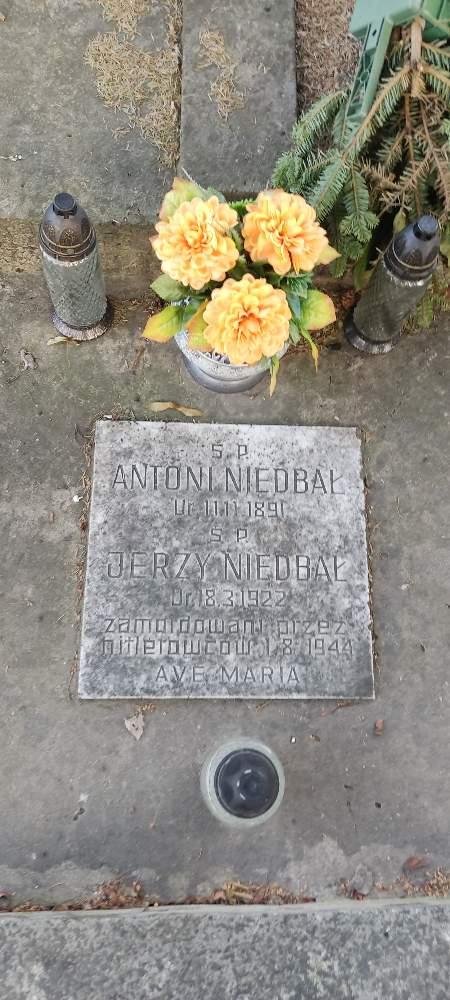 Ś P
ANTONI NIEDBAŁ
Ur. 11.11.1891
Ś P
JERZY NIEDBAŁ
Ur. 18.3.1922
zamordowani przez
hitlerowców 1.8.1944
AVE MARIA